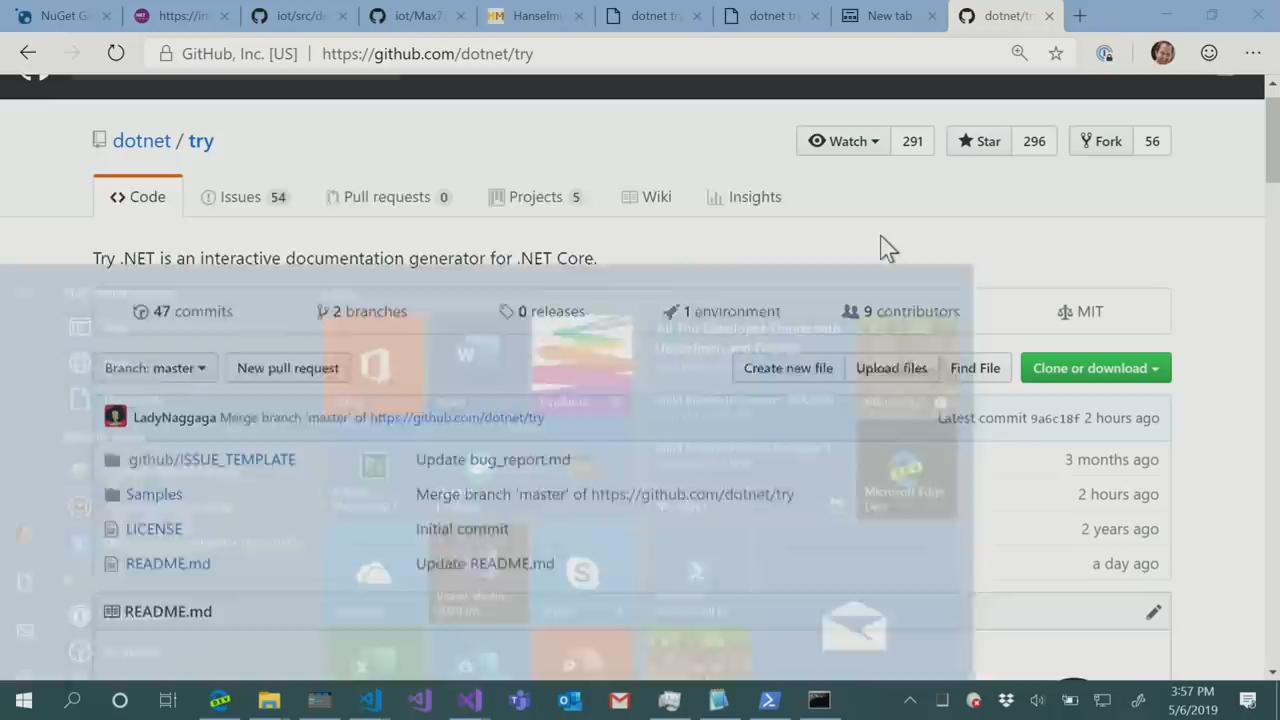 NuGet Ga
https://in
iot/src/de
iot/Max7
Hanselm
dotnet try
dotnet try
New tab
dotnet/tr
GitHub, Inc. [US]
https://github.com/dotnet/try
dotnet / try
Watch 291
Star 296
Fork 56
Code
Issues 54
Pull requests 0
Projects 5
Wiki
Insights
Try .NET is an interactive documentation generator for .NET Core.
47 commits
2 branches
0 releases
1 environment
9 contributors
MIT
Branch: master
New pull request
Create new file
Upload files
Find File
Clone or download
LadyNaggaga Merge branch 'master' of https://github.com/dotnet/try
Latest commit 9a6c18f 2 hours ago
github/ISSUE_TEMPLATE
Update bug_report.md
3 months ago
Samples
Merge branch 'master' of https://github.com/dotnet/try
2 hours ago
LICENSE
Initial commit
2 years ago
README.md
Update README.md
a day ago
Microsoft Edge
Dev
README.md
3:57 PM
5/6/2019